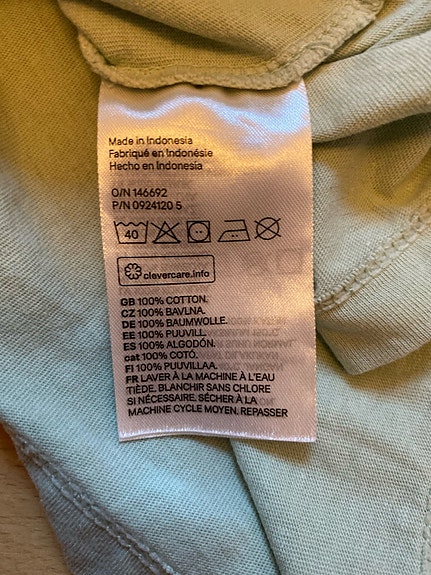 Made in Indonesia
Fabriqué en Indonésie
Hecho en Indonesia
O/N 146692
P/N 0924120 5
40
clevercare.info
GB 100% COTTON.
CZ 100% BAVLNA.
DE 100% BAUMWOLLE.
EE 100% PUUVILL.
ES 100% ALGODÓN.
cat 100% COTÓ.
FI 100% PUUVILLAA.
FR LAVER À LA MACHINE À L'EAU
TIÈDE, BLANCHIR SANS CHLORE
SI NÉCESSAIRE, SÉCHER À LA
MACHINE CYCLE MOYEN, REPASSER